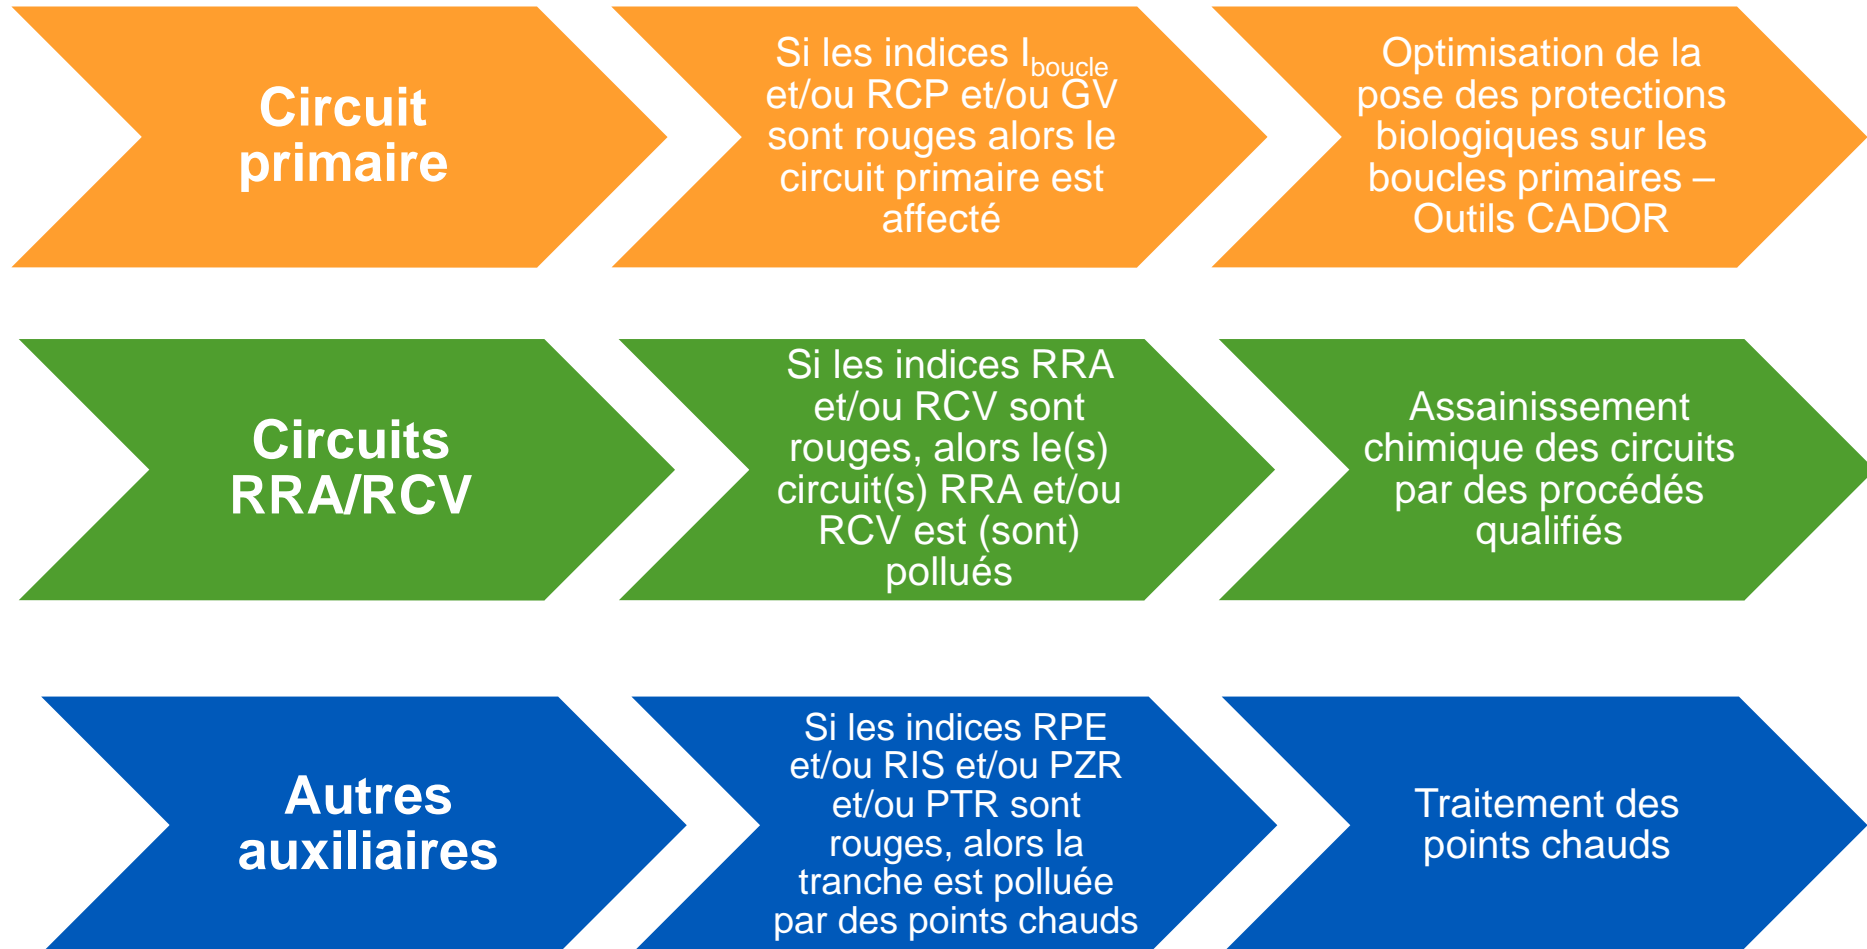 Circuit
primaire
Si les indices I_boucle
et/ou RCP et/ou GV
sont rouges alors le
circuit primaire est
affecté
Optimisation de la
pose des protections
biologiques sur les
boucles primaires –
Outils CADOR
Circuits
RRA/RCV
Si les indices RRA
et/ou RCV sont
rouges, alors le(s)
circuit(s) RRA et/ou
RCV est (sont)
pollués
Assainissement
chimique des circuits
par des procédés
qualifiés
Autres
auxiliaires
Si les indices RPE
et/ou RIS et/ou PZR
et/ou PTR sont
rouges, alors la
tranche est polluée
par des points chauds
Traitement des
points chauds